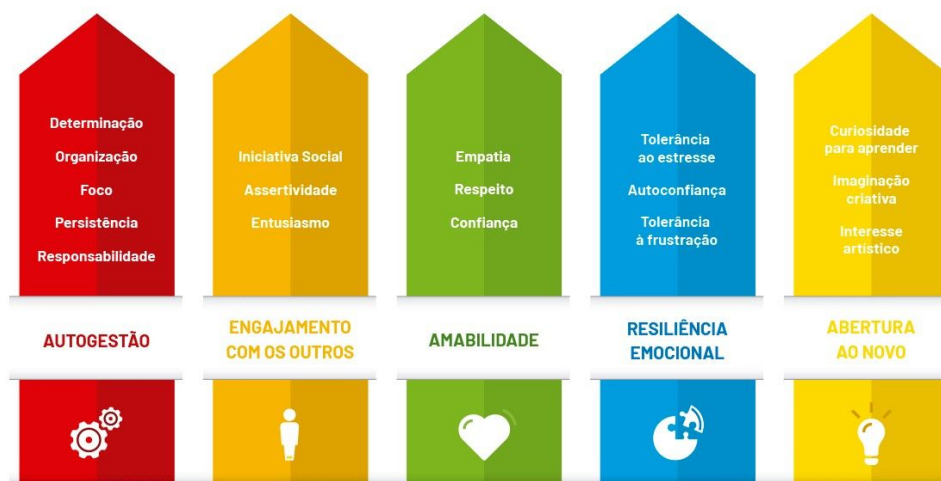 Determinação
Organização
Foco
Persistência
Responsabilidade
AUTOGESTÃO
Iniciativa Social
Assertividade
Entusiasmo
ENGAJAMENTO
COM OS OUTROS
Empatia
Respeito
Confiança
AMABILIDADE
Tolerância
ao estresse
Autoconfiança
Tolerância
à frustração
RESILIÊNCIA
EMOCIONAL
Curiosidade
para aprender
Imaginação
criativa
Interesse
artístico
ABERTURA
AO NOVO